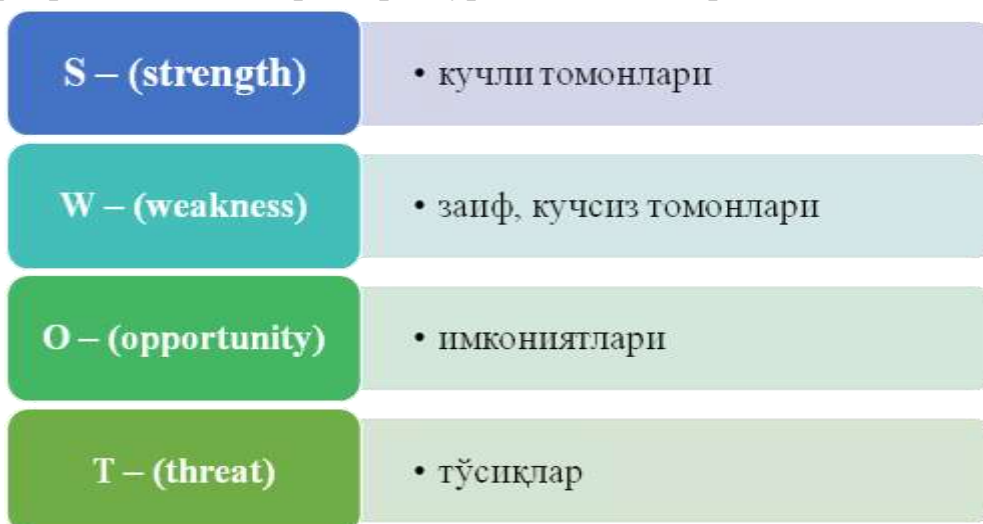 S – (strength)
• кучли томонлари
W – (weakness)
• заиф, кучсиз томонлари
O – (opportunity)
• имкониятлари
T – (threat)
• тўсиқлар